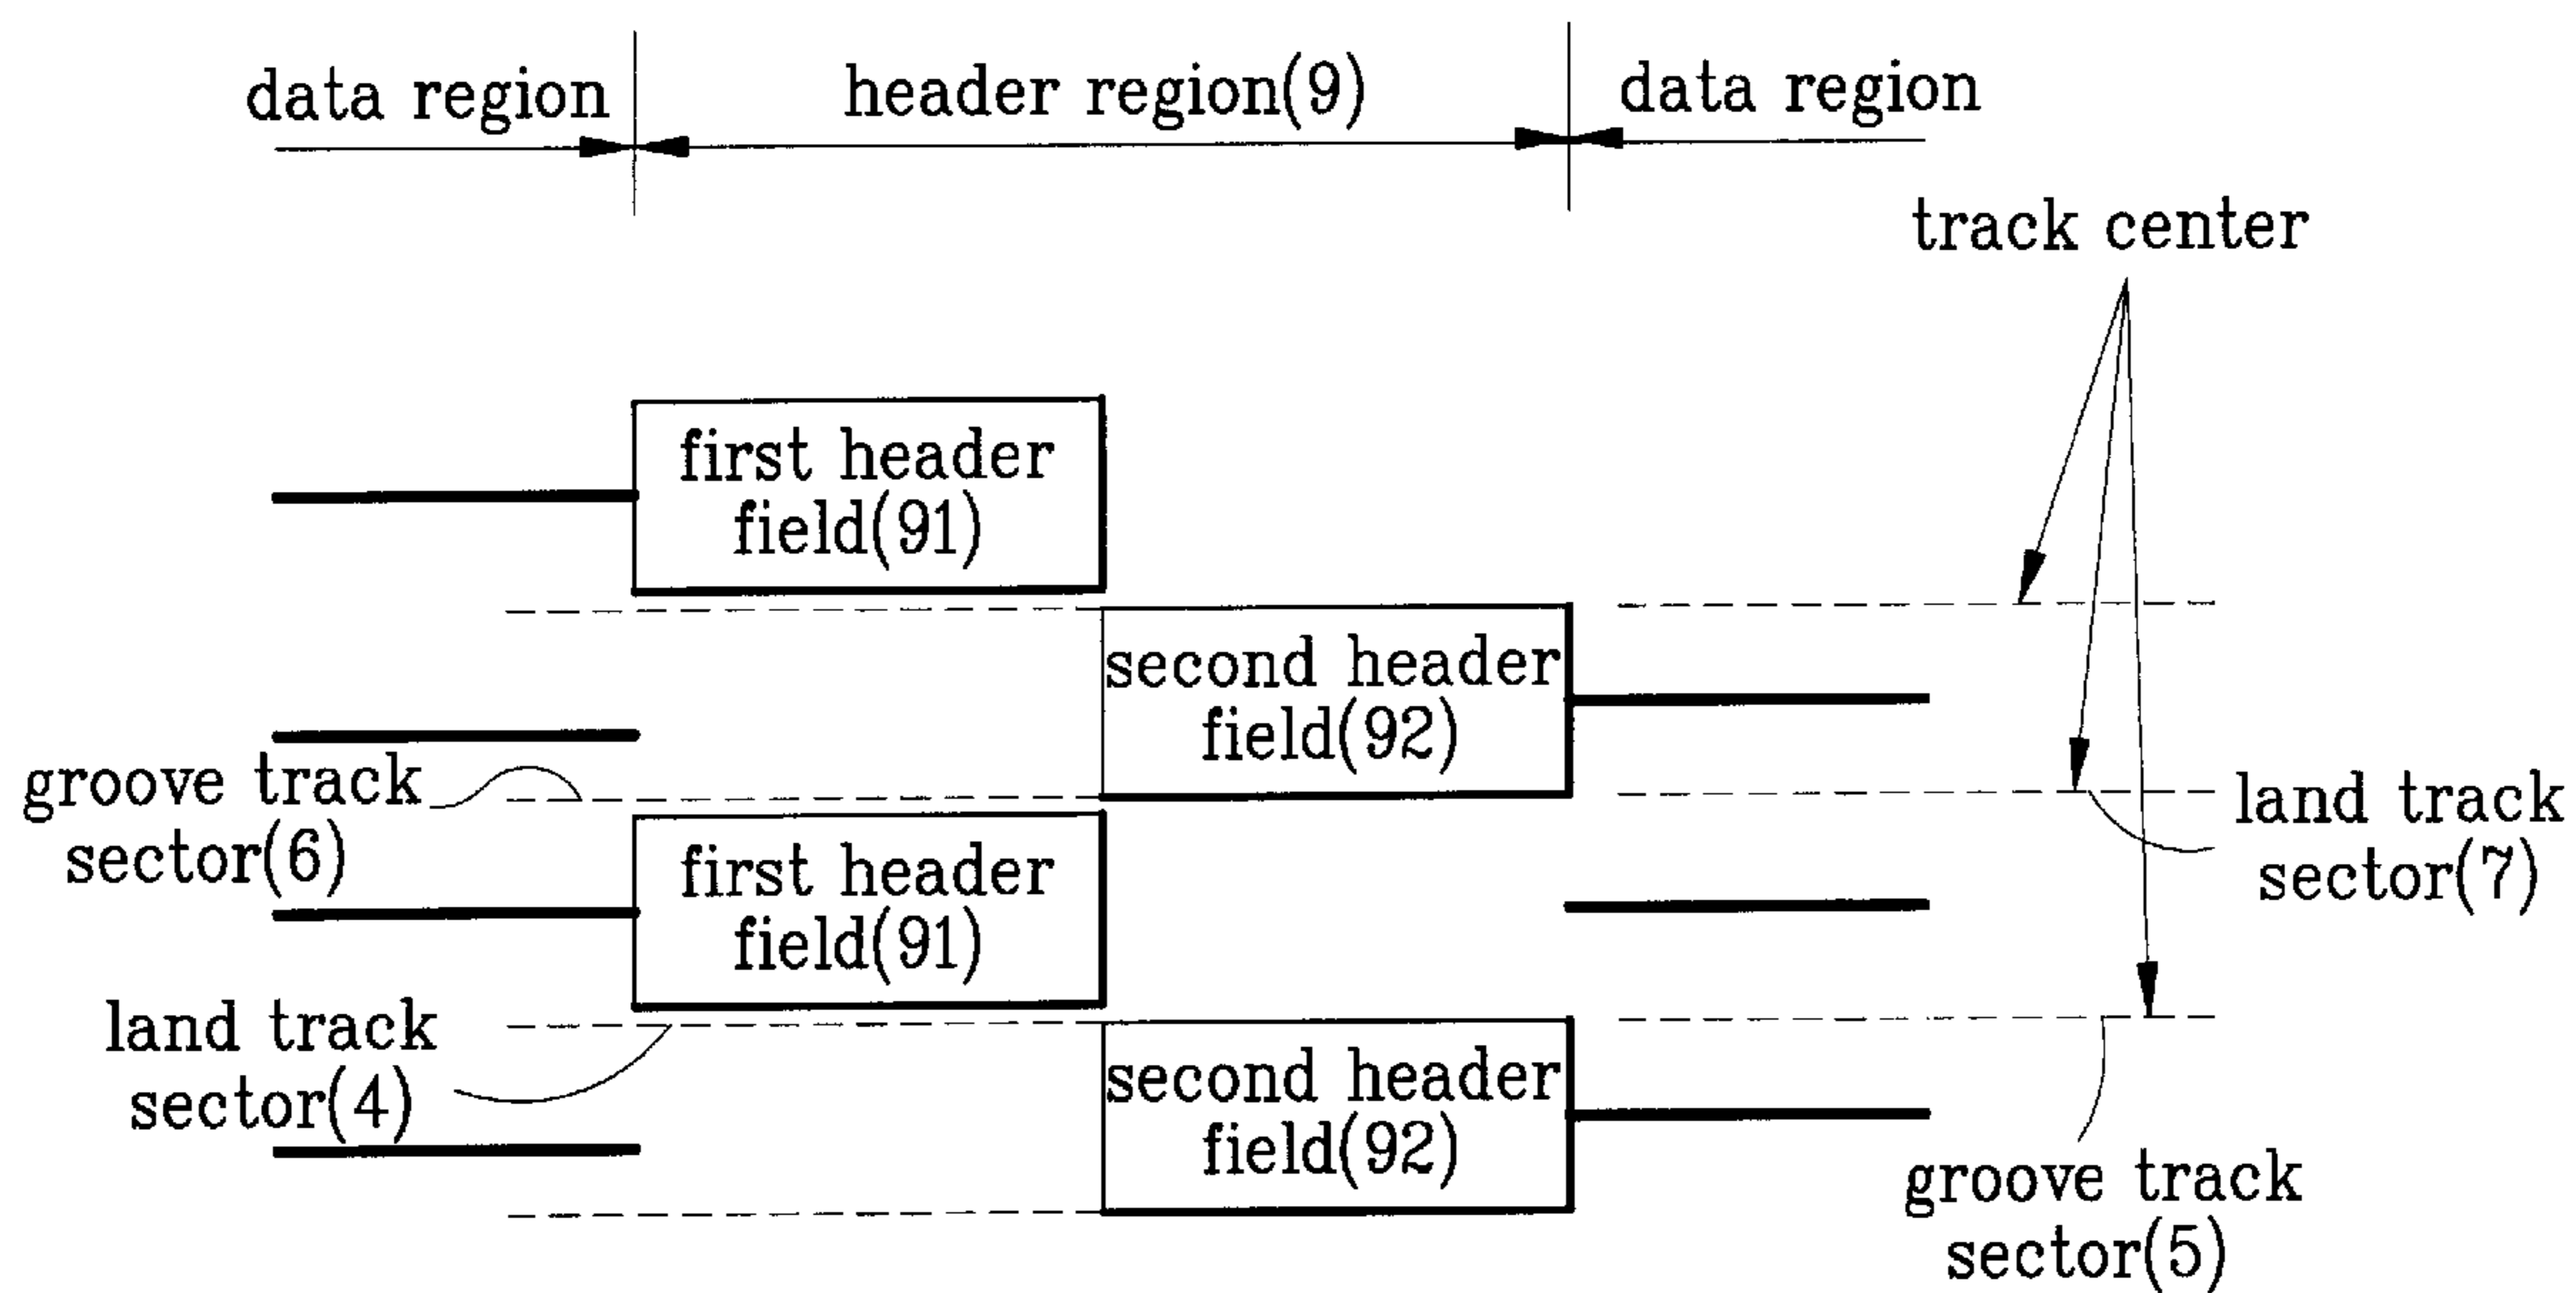 data region
header region(9)
data region
track center
first header
field(91)
second header
field(92)
groove track
sector(6)
land track
sector(7)
first header
field(91)
land track
sector(4)
second header
field(92)
groove track
sector(5)